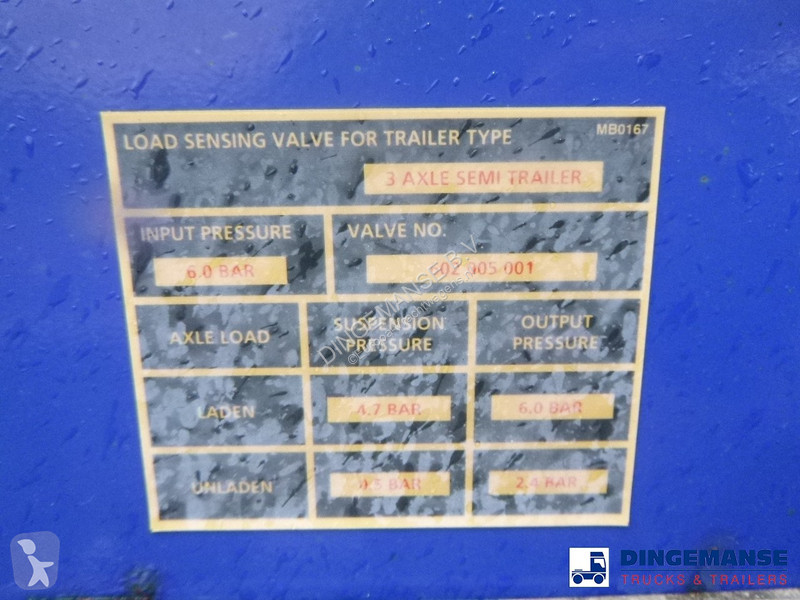 LOAD SENSING VALVE FOR TRAILER TYPE
MB0167
3 AXLE SEMI TRAILER
INPUT PRESSURE
6.0 BAR
VALVE NO.
602 005 001
AXLE LOAD
SUSPENSION
PRESSURE
OUTPUT
PRESSURE
LADEN
4.7 BAR
6.0 BAR
UNLADEN
BAR
2.4 BAR
DINGEMANSE B.V.
DINGEMANSE
TRUCKS & TRAILERS